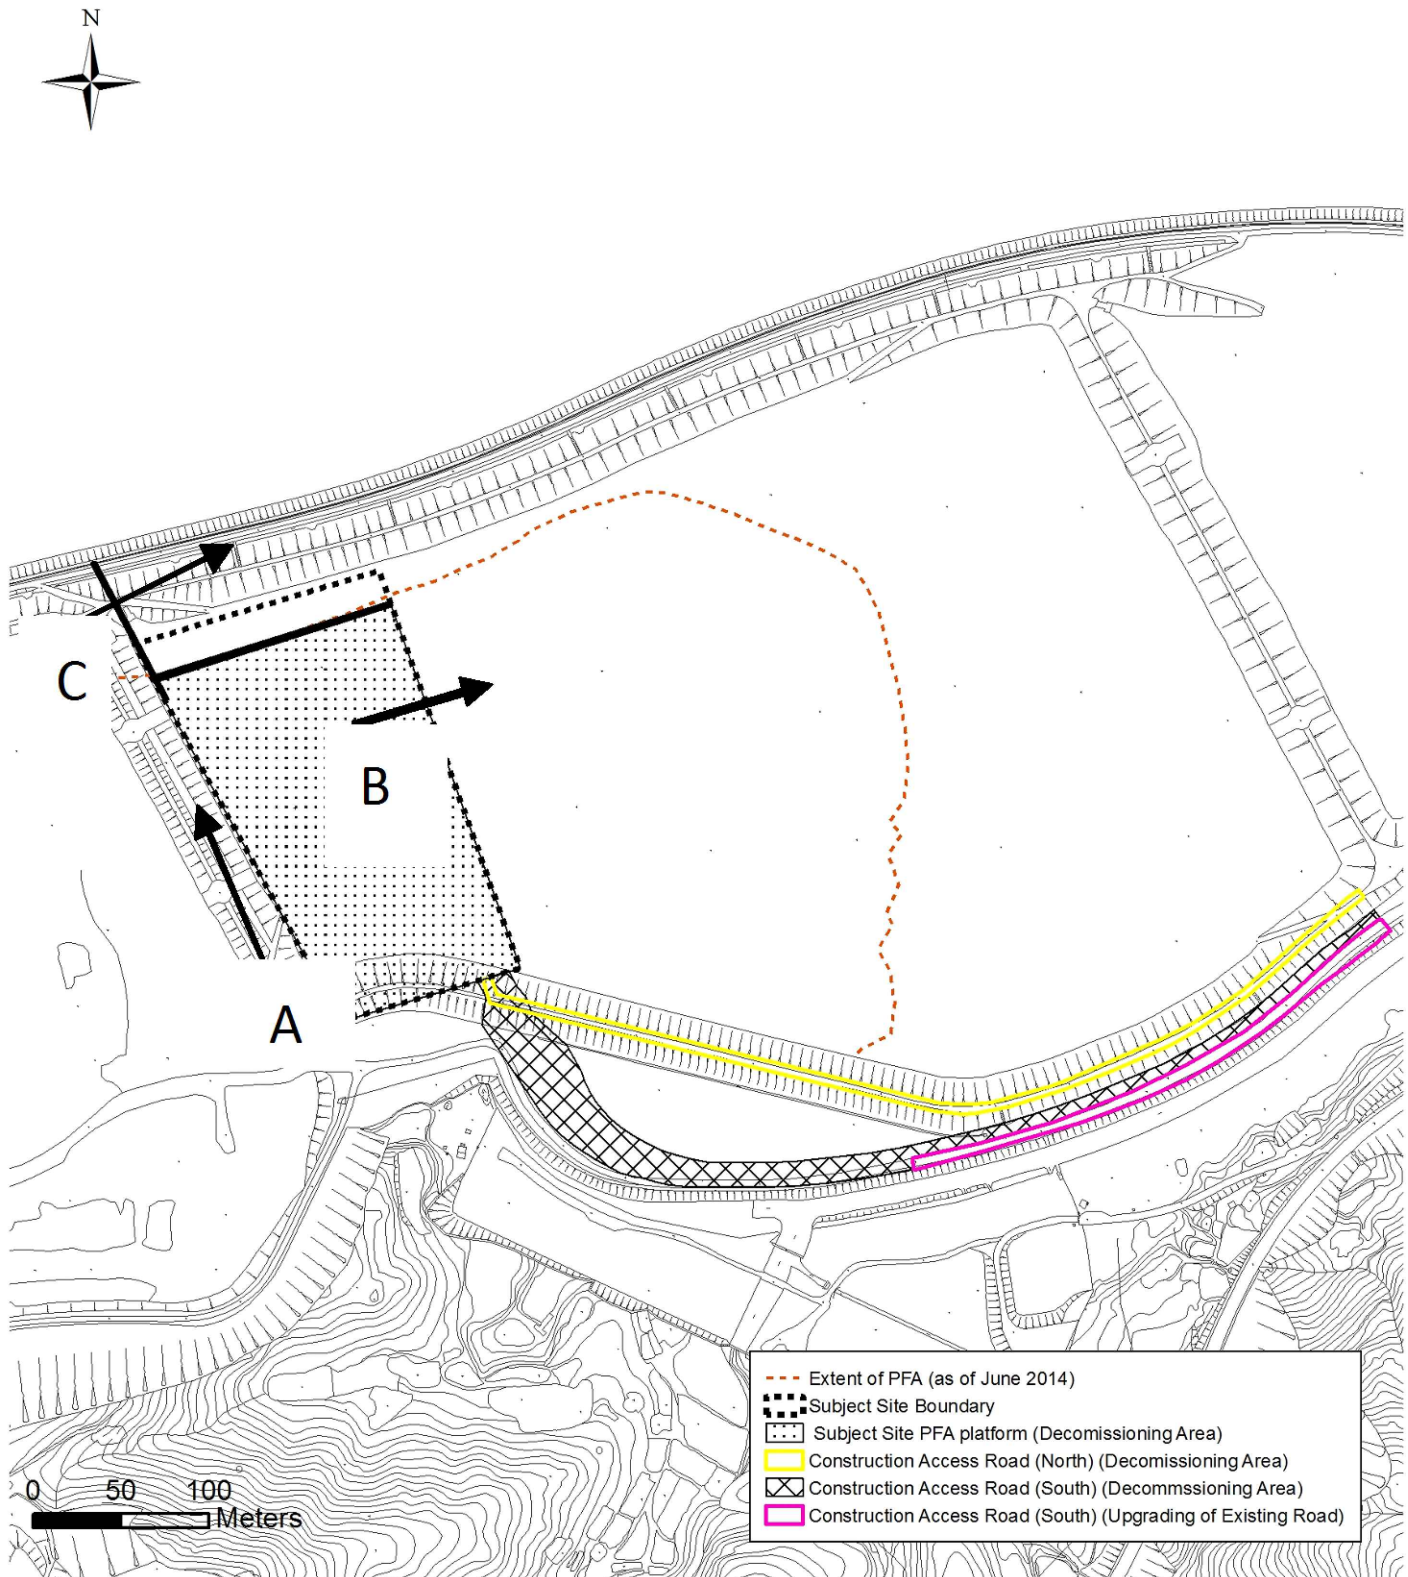 N
C
B
A
Extent of PFA (as of June 2014)
Subject Site Boundary
Subject Site PFA platform (Decomissioning Area)
Construction Access Road (North) (Decomissioning Area)
Construction Access Road (South) (Decommssioning Area)
Construction Access Road (South) (Upgrading of Existing Road)
0 50 100
Meters